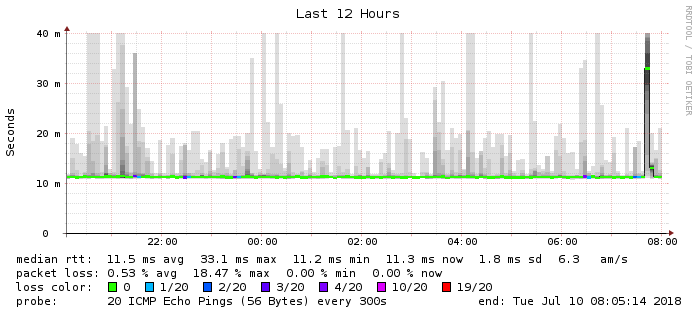 Last 12 Hours
RRDTOOL / TOBI OETIKER
Seconds
40 m
30 m
20 m
10 m
0
22:00 00:00 02:00 04:00 06:00 08:00
median rtt: 11.5 ms avg 33.1 ms max 11.2 ms min 11.3 ms now 1.8 ms sd 6.3 am/s
packet loss: 0.53 % avg 18.47 % max 0.00 % min 0.00 % now
loss color: 0 1/20 2/20 3/20 4/20 10/20 19/20
probe: 20 ICMP Echo Pings (56 Bytes) every 300s end: Tue Jul 10 08:05:14 2018